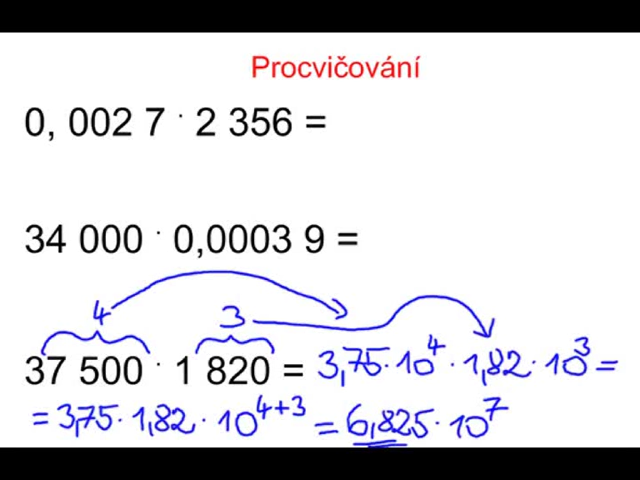 Procvičování
0, 002 7 · 2 356 =
34 000 · 0,0003 9 =
4 3
37 500 · 1 820 = 3,75 · 10⁴ · 1,82 · 10³ =
= 3,75 · 1,82 · 10⁴⁺³ = 6,825 · 10⁷